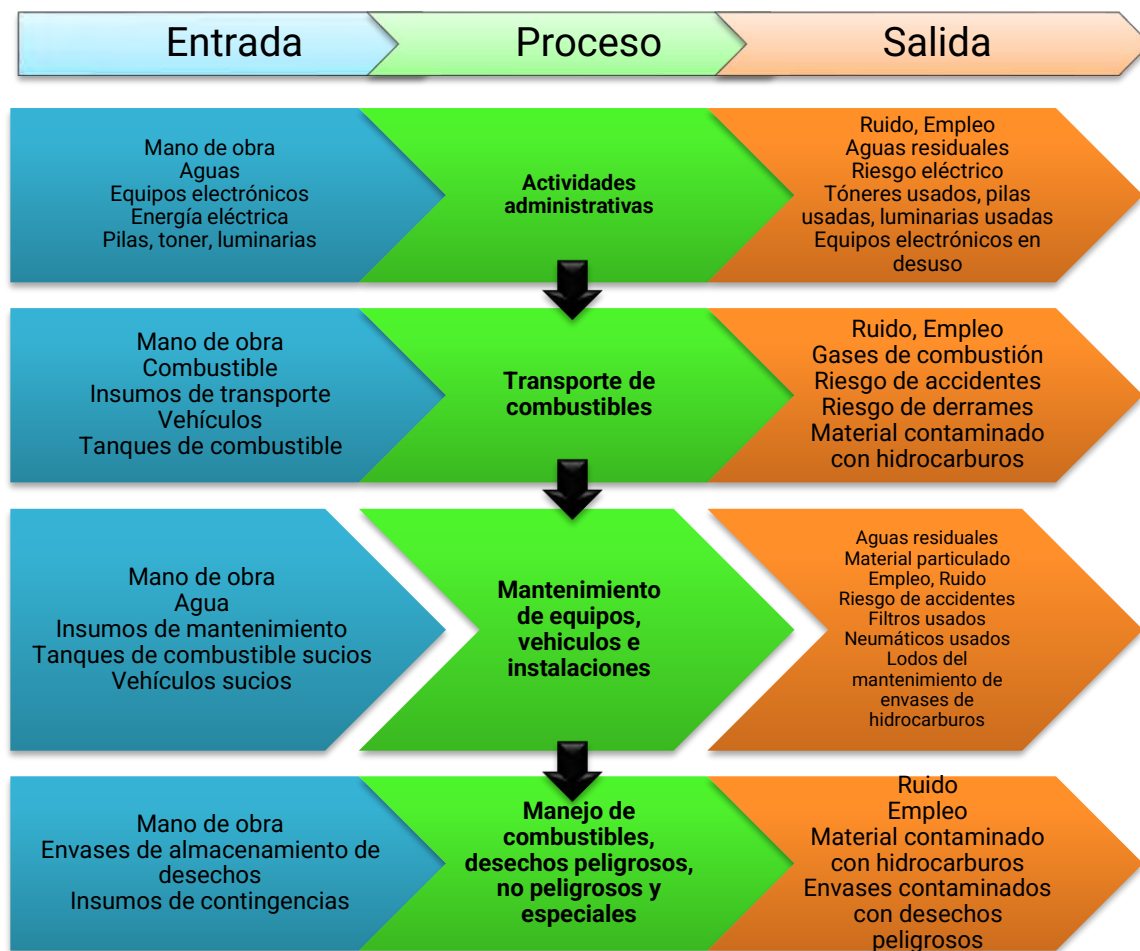 Entrada
Proceso
Salida
Mano de obra
Aguas
Equipos electrónicos
Energía eléctrica
Pilas, toner, luminarias
Actividades
administrativas
Ruido, Empleo
Aguas residuales
Riesgo eléctrico
Tóneres usados, pilas
usadas, luminarias usadas
Equipos electrónicos en
desuso
Mano de obra
Combustible
Insumos de transporte
Vehículos
Tanques de combustible
Transporte de
combustibles
Ruido, Empleo
Gases de combustión
Riesgo de accidentes
Riesgo de derrames
Material contaminado
con hidrocarburos
Mano de obra
Agua
Insumos de mantenimiento
Tanques de combustible sucios
Vehículos sucios
Mantenimiento
de equipos,
vehiculos e
instalaciones
Aguas residuales
Material particulado
Empleo, Ruido
Riesgo de accidentes
Filtros usados
Neumáticos usados
Lodos del
mantenimiento de
envases de
hidrocarburos
Mano de obra
Envases de almacenamiento de
desechos
Insumos de contingencias
Manejo de
combustibles,
desechos peligrosos,
no peligrosos y
especiales
Ruido
Empleo
Material contaminado
con hidrocarburos
Envases contaminados
con desechos
peligrosos